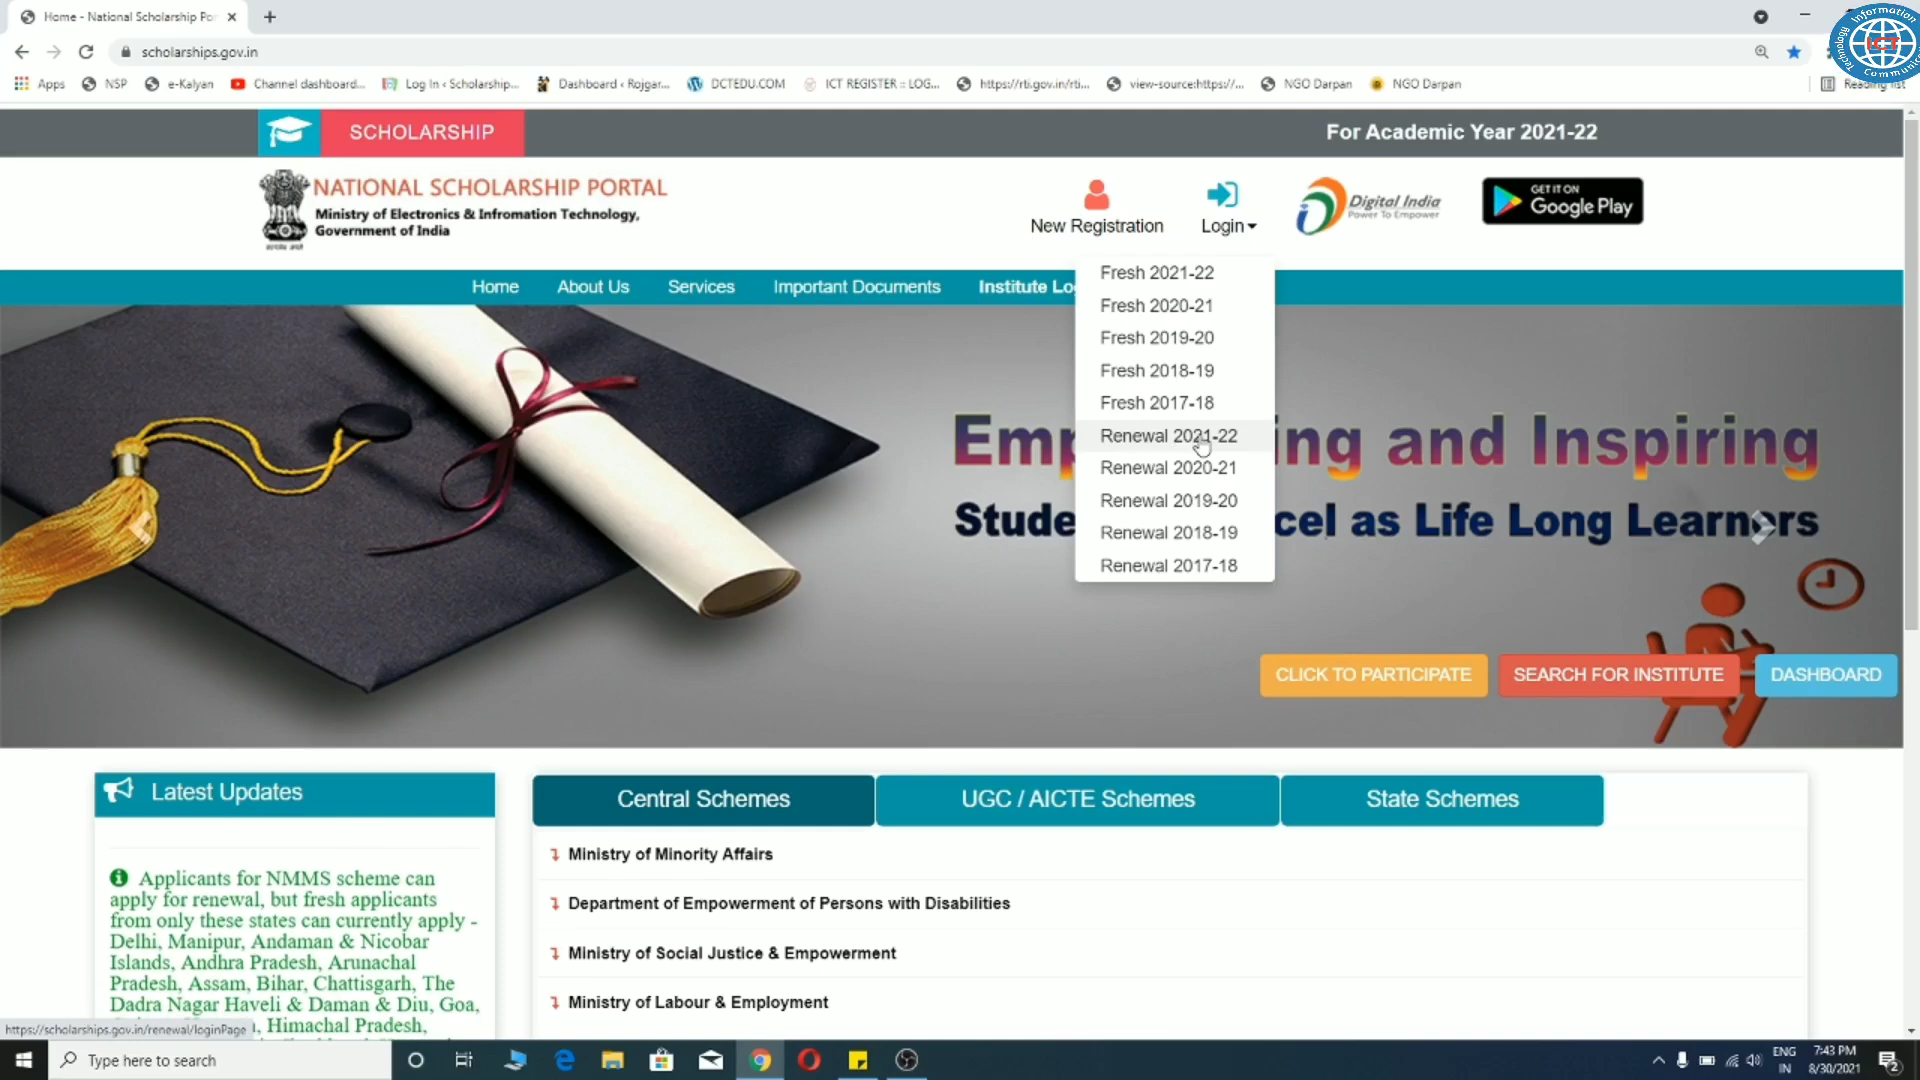 Home - National Scholarship Por
scholarships.gov.in
Apps
NSP
e-Kalyan
Channel dashboard...
Log In ‹ Scholarship...
Dashboard ‹ Rojgar...
DCTEDU.COM
ICT REGISTER :: LOG...
https://rti.gov.in/rti...
view-source:https://...
NGO Darpan
NGO Darpan
Reading list
Information
Technology
ICT
SCHOLARSHIP
For Academic Year 2021-22
NATIONAL SCHOLARSHIP PORTAL
Ministry of Electronics & Infromation Technology,
Government of India
New Registration
Login
Digital India
Power To Empower
GET IT ON
Google Play
Home
About Us
Services
Important Documents
Institute Lo
Fresh 2021-22
Fresh 2020-21
Fresh 2019-20
Fresh 2018-19
Fresh 2017-18
Renewal 2021-22
Renewal 2020-21
Renewal 2019-20
Renewal 2018-19
Renewal 2017-18
Emp ing and Inspiring
Stude cel as Life Long Learners
CLICK TO PARTICIPATE
SEARCH FOR INSTITUTE
DASHBOARD
Latest Updates
Applicants for NMMS scheme can
apply for renewal, but fresh applicants
from only these states can currently apply -
Delhi, Manipur, Andaman & Nicobar
Islands, Andhra Pradesh, Arunachal
Pradesh, Assam, Bihar, Chattisgarh, The
Dadra Nagar Haveli & Daman & Diu, Goa,
Himachal Pradesh,
Central Schemes
UGC / AICTE Schemes
State Schemes
Ministry of Minority Affairs
Department of Empowerment of Persons with Disabilities
Ministry of Social Justice & Empowerment
Ministry of Labour & Employment
https://scholarships.gov.in/renewal/loginPage
Type here to search
ENG
IN
7:43 PM
8/30/2021
2